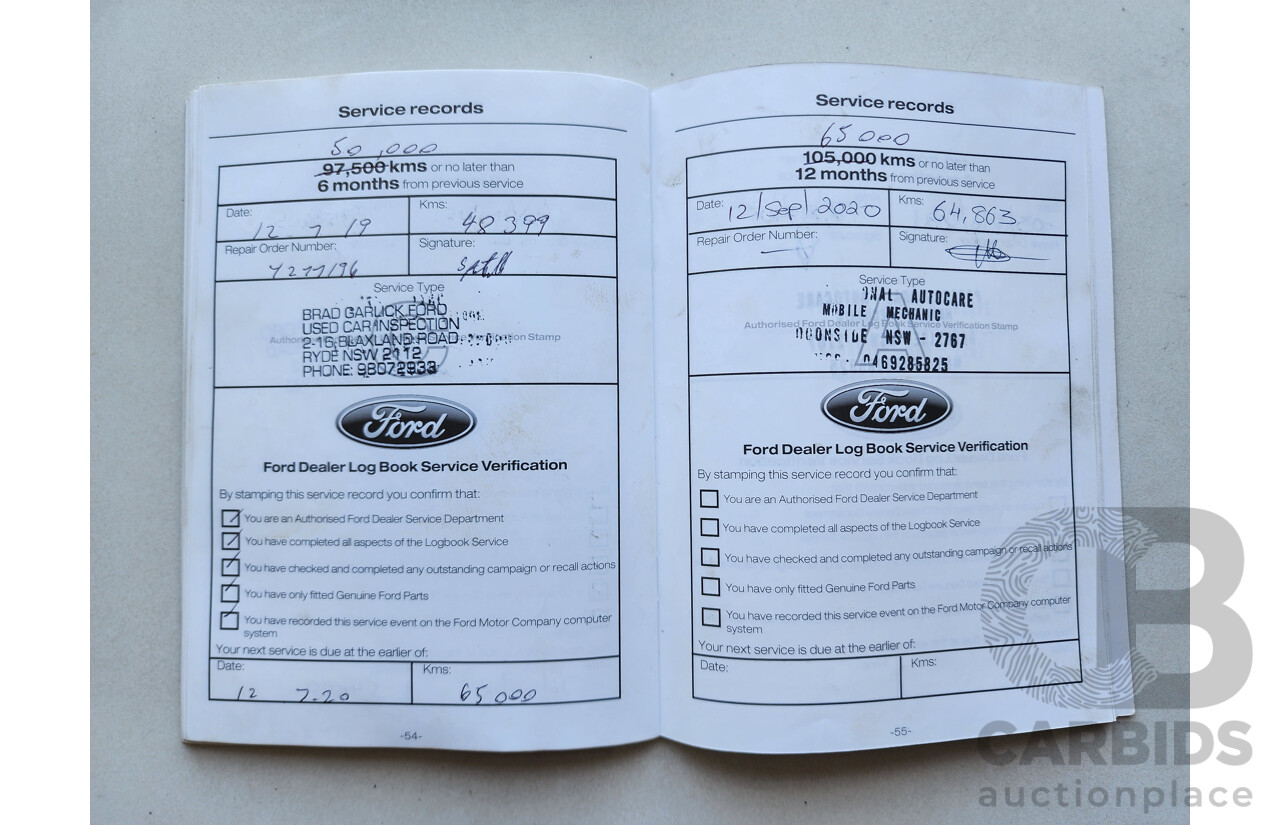 Service records
50,000
97,500 kms or no later than
6 months from previous service
Date:
12 7 19
Kms:
48399
Repair Order Number:
Signature:
Service Type
BRAD GARLICK FORD
USED CAR INSPECTION
2-16, BLAXLAND ROAD
RYDE NSW 2112
PHONE: 98072933
Authorised Ford Dealer Log Book Service Verification Stamp
Ford
Ford Dealer Log Book Service Verification
By stamping this service record you confirm that:
You are an Authorised Ford Dealer Service Department
You have completed all aspects of the Logbook Service
You have checked and completed any outstanding campaign or recall actions
You have only fitted Genuine Ford Parts
You have recorded this service event on the Ford Motor Company computer
system
Your next service is due at the earlier of:
Date:
12 7-20
Kms:
65000
-54-
Service records
65000
105,000 kms or no later than
12 months from previous service
Date:
12/Sep/2020
Kms:
64,863
Repair Order Number:
Signature:
Service Type
AUTOCARE
MOBILE MECHANIC
NSW - 2767
0469285825
Authorised Ford Dealer Log Book Service Verification Stamp
Ford
Ford Dealer Log Book Service Verification
By stamping this service record you confirm that:
You are an Authorised Ford Dealer Service Department
You have completed all aspects of the Logbook Service
You have checked and completed any outstanding campaign or recall actions
You have only fitted Genuine Ford Parts
You have recorded this service event on the Ford Motor Company computer
system
Your next service is due at the earlier of:
Date:
Kms:
-55-
CB
CARBIDS
auctionplace